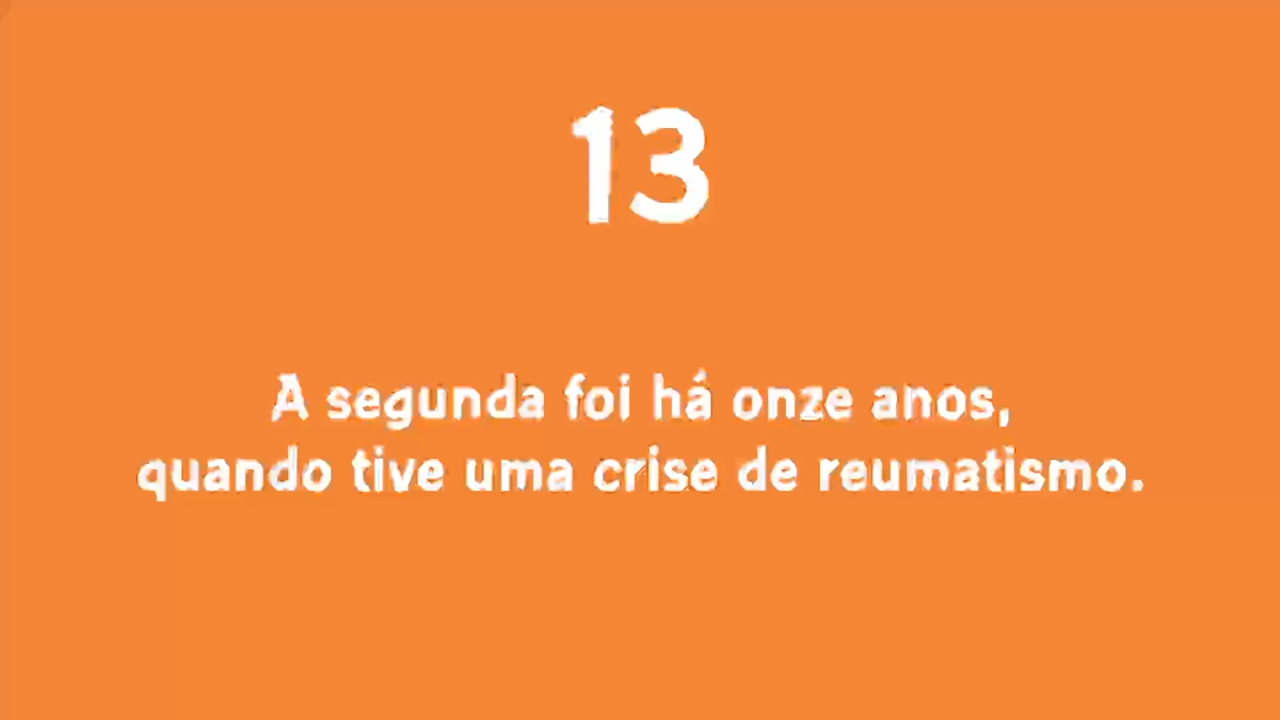 13
A segunda foi há onze anos,
quando tive uma crise de reumatismo.